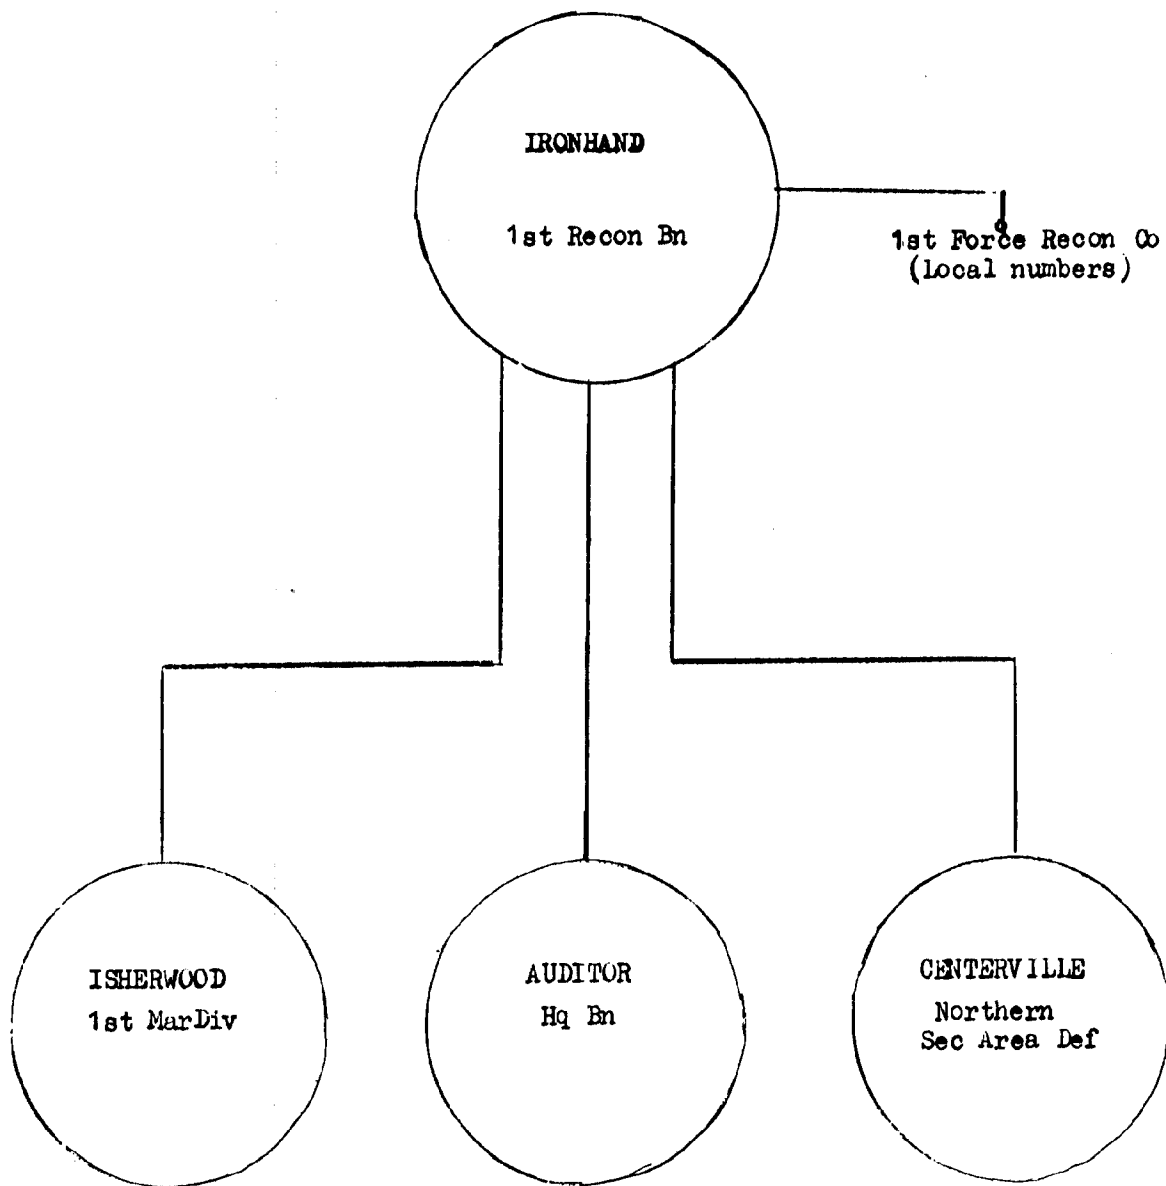 IRONHAND
1st Recon Bn
1st Force Recon Co
(Local numbers)
ISHERWOOD
1st MarDiv
AUDITOR
Hq Bn
CENTERVILLE
Northern
Sec Area Def